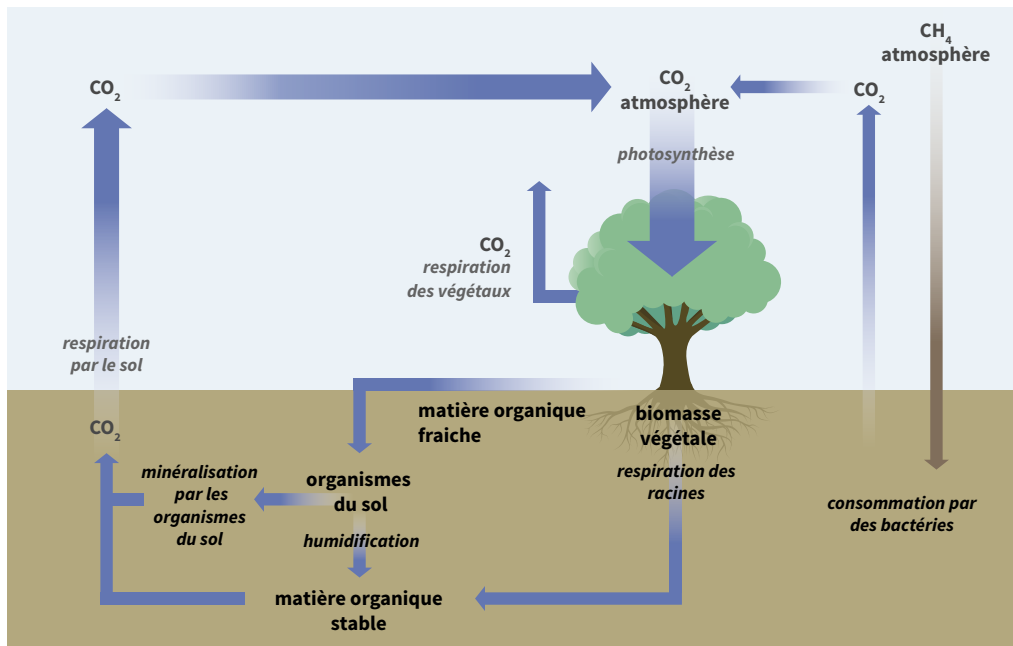 CH₄
atmosphère
CO₂
CO₂
atmosphère
CO₂
photosynthèse
CO₂
respiration
des végétaux
respiration
par le sol
CO₂
matière organique
fraiche
biomasse
végétale
minéralisation
par les
organismes
du sol
organismes
du sol
respiration des
racines
consommation par
des bactéries
humidification
matière organique
stable